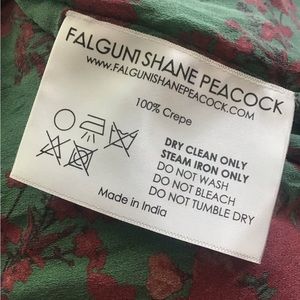 FALGUNI SHANE PEACOCK
WWW.FALGUNISHANEPEACOCK.COM
100% Crepe
DRY CLEAN ONLY
STEAM IRON ONLY
DO NOT WASH
DO NOT BLEACH
DO NOT TUMBLE DRY
Made in India